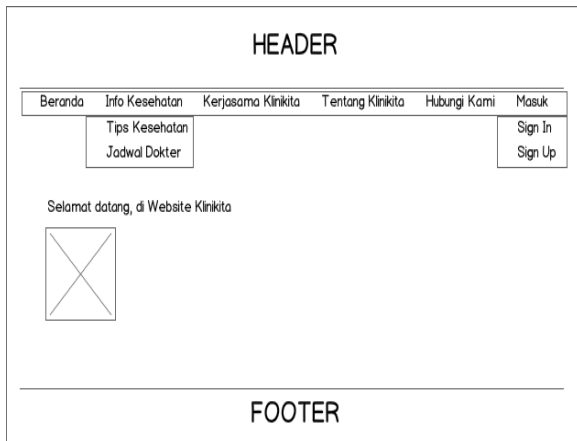 HEADER
Beranda Info Kesehatan Kerjasama Klinikita Tentang Klinikita Hubungi Kami Masuk
Tips Kesehatan
Jadwal Dokter
Sign In
Sign Up
Selamat datang, di Website Klinikita
FOOTER